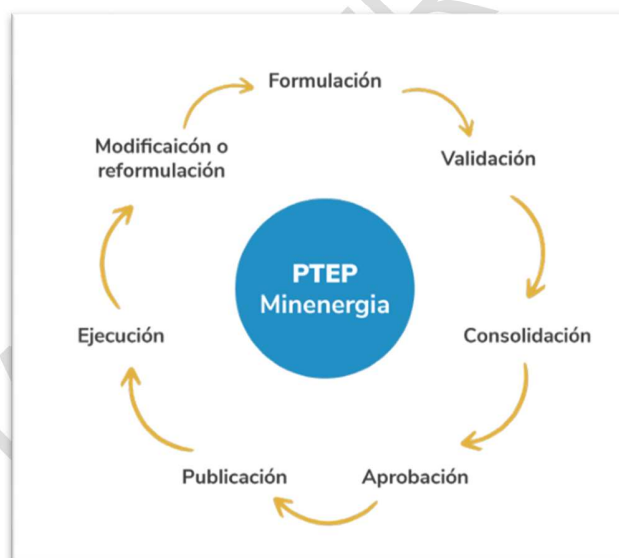 Formulación
Validación
Consolidación
Aprobación
Publicación
Ejecución
Modificaicón o
reformulación
PTEP
Minenergia